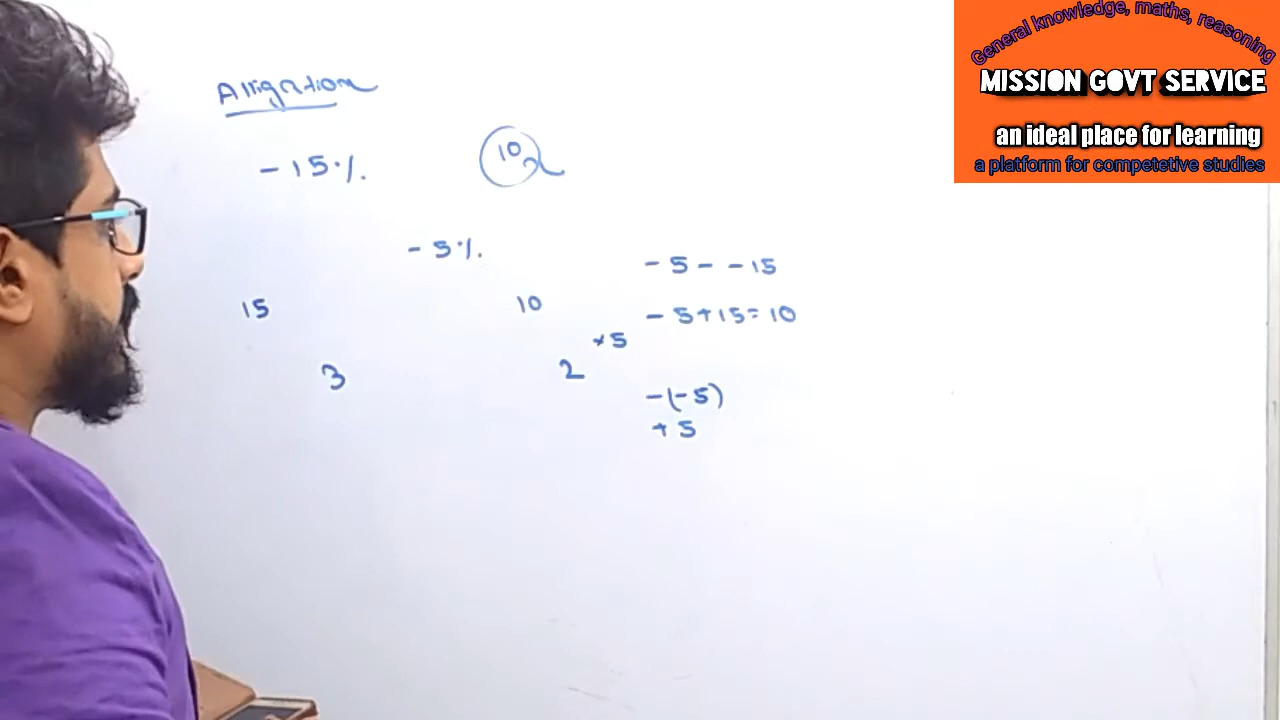 General knowledge, maths, reasoning
MISSION GOVT SERVICE
an ideal place for learning
a platform for competetive studies
Alligation
-15%.
10
-5%.
-5--15
15
10
-5+15=10
×5
3
2
-(-5)
+5